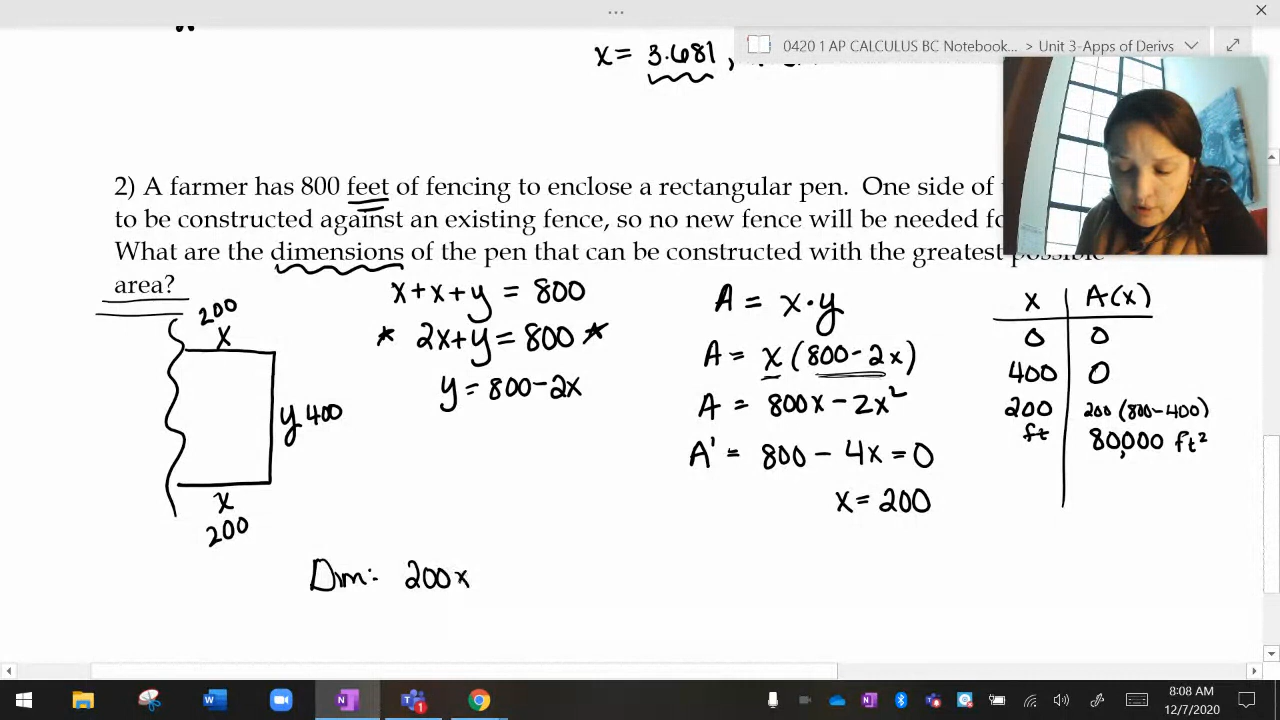 x = 3.681 ,
0420 1 AP CALCULUS BC Notebook... > Unit 3-Apps of Derivs
2) A farmer has 800 feet of fencing to enclose a rectangular pen. One side of
to be constructed against an existing fence, so no new fence will be needed
What are the dimensions of the pen that can be constructed with the greatest possible
area?
200
x
y 400
x
200
x+x+y = 800
* 2x+y = 800 *
y = 800-2x
A = x·y
A = x (800-2x)
A = 800x - 2x²
A' = 800 - 4x = 0
x = 200
x A(x)
0 0
400 0
200 200 (800-400)
ft 80,000 ft²
Dim: 200 x
8:08 AM
12/7/2020